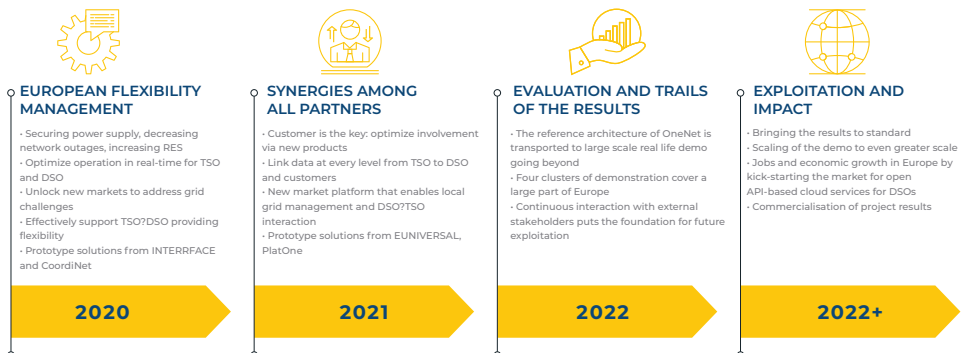 EUROPEAN FLEXIBILITY
MANAGEMENT
• Securing power supply, decreasing
network outages, increasing RES
• Optimize operation in real-time for TSO
and DSO
• Unlock new markets to address grid
challenges
• Effectively support TSO?DSO providing
flexibility
• Prototype solutions from INTERRFACE
and CoordiNet
2020
SYNERGIES AMONG
ALL PARTNERS
• Customer is the key: optimize involvement
via new products
• Link data at every level from TSO to DSO
and customers
• New market platform that enables local
grid management and DSO?TSO
interaction
• Prototype solutions from EUNIVERSAL,
PlatOne
2021
EVALUATION AND TRAILS
OF THE RESULTS
• The reference architecture of OneNet is
transported to large scale real life demo
going beyond
• Four clusters of demonstration cover a
large part of Europe
• Continuous interaction with external
stakeholders puts the foundation for future
exploitation
2022
EXPLOITATION AND
IMPACT
• Bringing the results to standard
• Scaling of the demo to even greater scale
• Jobs and economic growth in Europe by
kick-starting the market for open
API-based cloud services for DSOs
• Commercialisation of project results
2022+